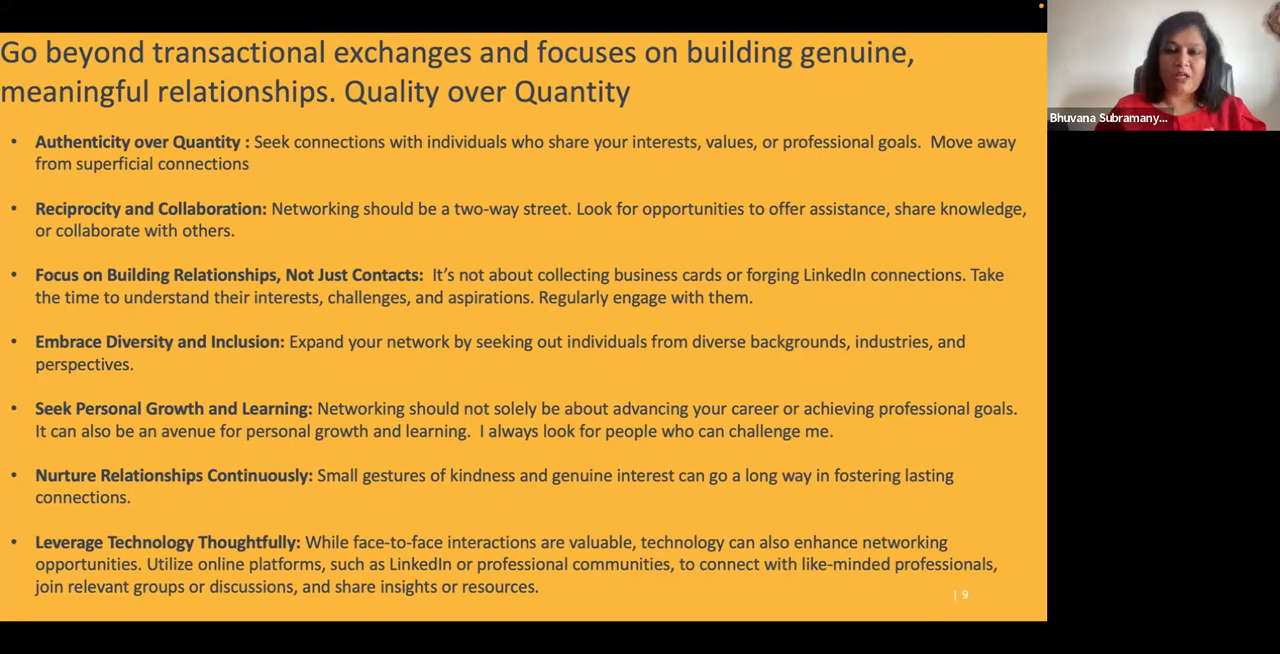 Go beyond transactional exchanges and focuses on building genuine,
meaningful relationships. Quality over Quantity
• Authenticity over Quantity : Seek connections with individuals who share your interests, values, or professional goals. Move away
from superficial connections
• Reciprocity and Collaboration: Networking should be a two-way street. Look for opportunities to offer assistance, share knowledge,
or collaborate with others.
• Focus on Building Relationships, Not Just Contacts: It’s not about collecting business cards or forging LinkedIn connections. Take
the time to understand their interests, challenges, and aspirations. Regularly engage with them.
• Embrace Diversity and Inclusion: Expand your network by seeking out individuals from diverse backgrounds, industries, and
perspectives.
• Seek Personal Growth and Learning: Networking should not solely be about advancing your career or achieving professional goals.
It can also be an avenue for personal growth and learning. I always look for people who can challenge me.
• Nurture Relationships Continuously: Small gestures of kindness and genuine interest can go a long way in fostering lasting
connections.
• Leverage Technology Thoughtfully: While face-to-face interactions are valuable, technology can also enhance networking
opportunities. Utilize online platforms, such as LinkedIn or professional communities, to connect with like-minded professionals,
join relevant groups or discussions, and share insights or resources.
| 9
Bhuvana Subramany...